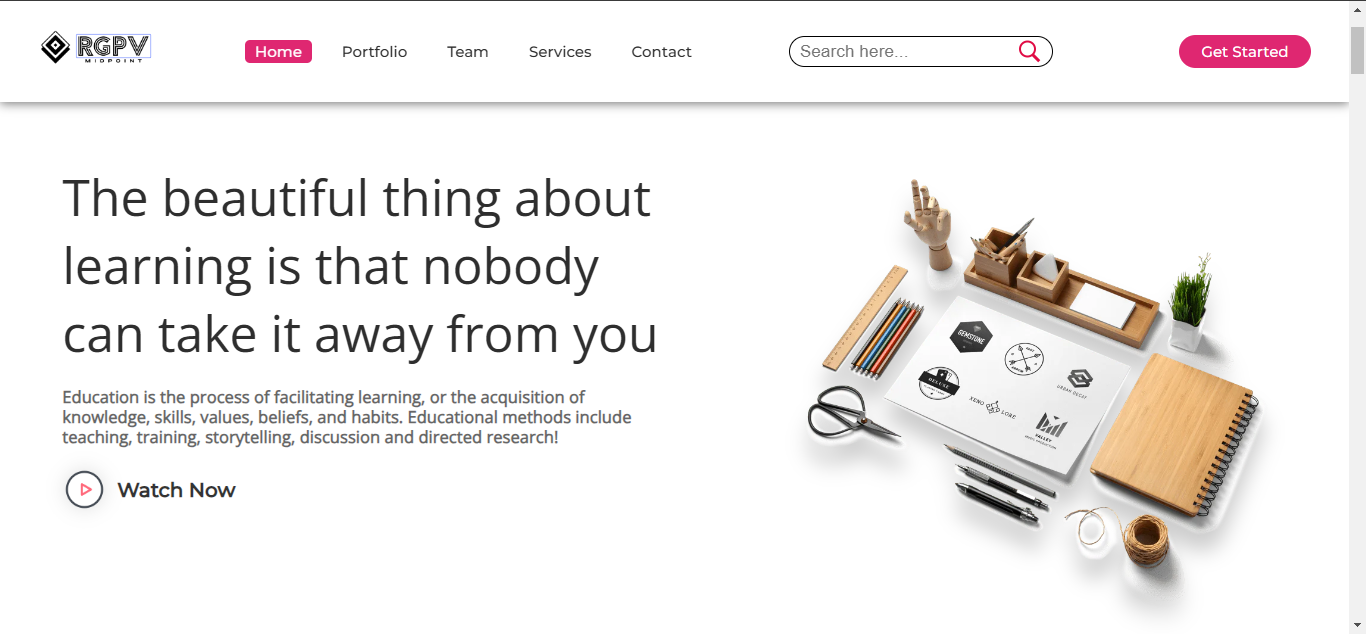 RGPV
MIDPOINT
Home
Portfolio
Team
Services
Contact
Search here...
Get Started
The beautiful thing about
learning is that nobody
can take it away from you
Education is the process of facilitating learning, or the acquisition of
knowledge, skills, values, beliefs, and habits. Educational methods include
teaching, training, storytelling, discussion and directed research!
Watch Now
GEMSTONE
DELUXE
URBAN DECAY
XENO LORE
VALLEY